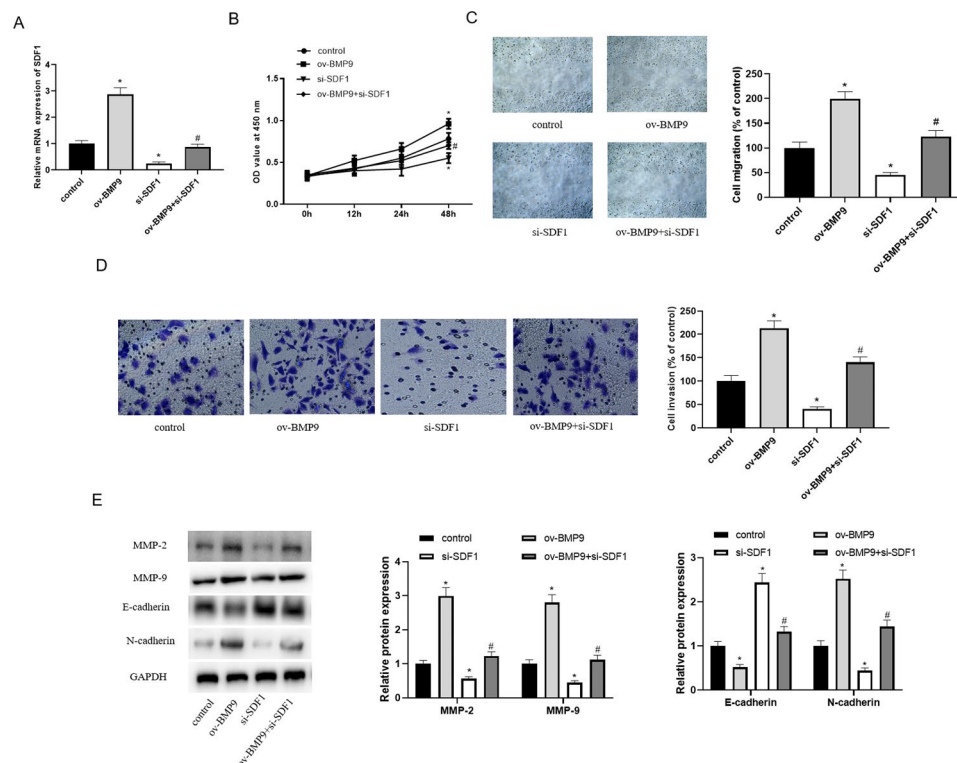 A
Relative mRNA expression of SDF1
4
3
2
1
0
*
*
#
control
ov-BMP9
si-SDF1
ov-BMP9+si-SDF1
B
control
ov-BMP9
si-SDF1
ov-BMP9+si-SDF1
OD value at 450 nm
1.5
1.0
0.5
0.0
*
#
*
0h 12h 24h 48h
C
control ov-BMP9
si-SDF1 ov-BMP9+si-SDF1
Cell migration (% of control)
250
200
150
100
50
0
*
*
#
control
ov-BMP9
si-SDF1
ov-BMP9+si-SDF1
D
control ov-BMP9 si-SDF1 ov-BMP9+si-SDF1
Cell invasion (% of control)
250
200
150
100
50
0
*
*
#
control
ov-BMP9
si-SDF1
ov-BMP9+si-SDF1
E
MMP-2
MMP-9
E-cadherin
N-cadherin
GAPDH
control
ov-BMP9
si-SDF1
ov-BMP9+si-SDF1
control ov-BMP9
si-SDF1 ov-BMP9+si-SDF1
Relative protein expression
4
3
2
1
0
*
*
#
*
*
#
MMP-2 MMP-9
control ov-BMP9
si-SDF1 ov-BMP9+si-SDF1
Relative protein expression
3
2
1
0
*
*
#
*
*
#
E-cadherin N-cadherin